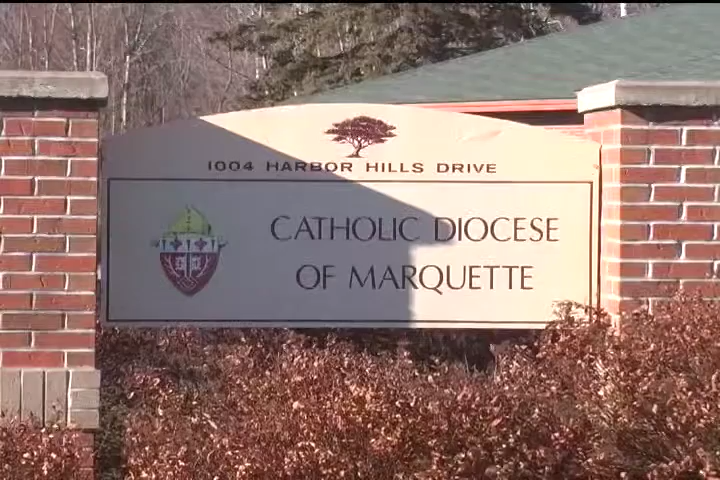 1004 HARBOR HILLS DRIVE
CATHOLIC DIOCESE
OF MARQUETTE